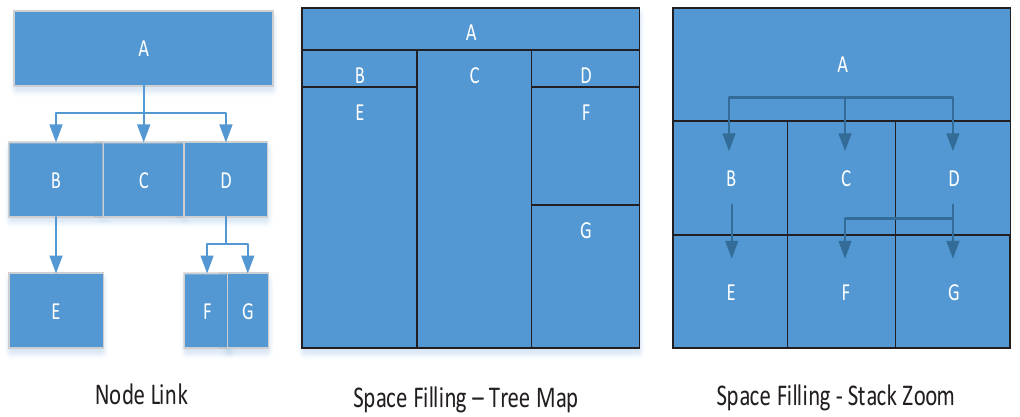 A
B C D
E F G
Node Link
A
B C D
E F
G
Space Filling – Tree Map
A
B C D
E F G
Space Filling - Stack Zoom